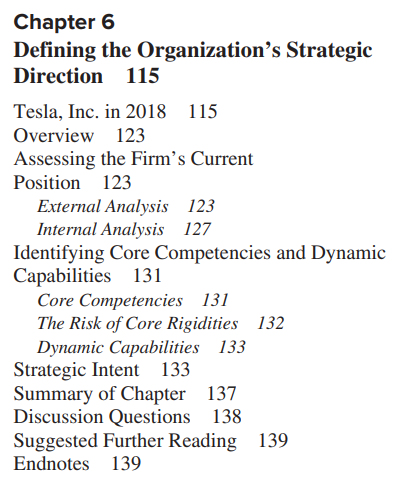 Chapter 6
Defining the Organization’s Strategic
Direction 115
Tesla, Inc. in 2018 115
Overview 123
Assessing the Firm’s Current
Position 123
External Analysis 123
Internal Analysis 127
Identifying Core Competencies and Dynamic
Capabilities 131
Core Competencies 131
The Risk of Core Rigidities 132
Dynamic Capabilities 133
Strategic Intent 133
Summary of Chapter 137
Discussion Questions 138
Suggested Further Reading 139
Endnotes 139